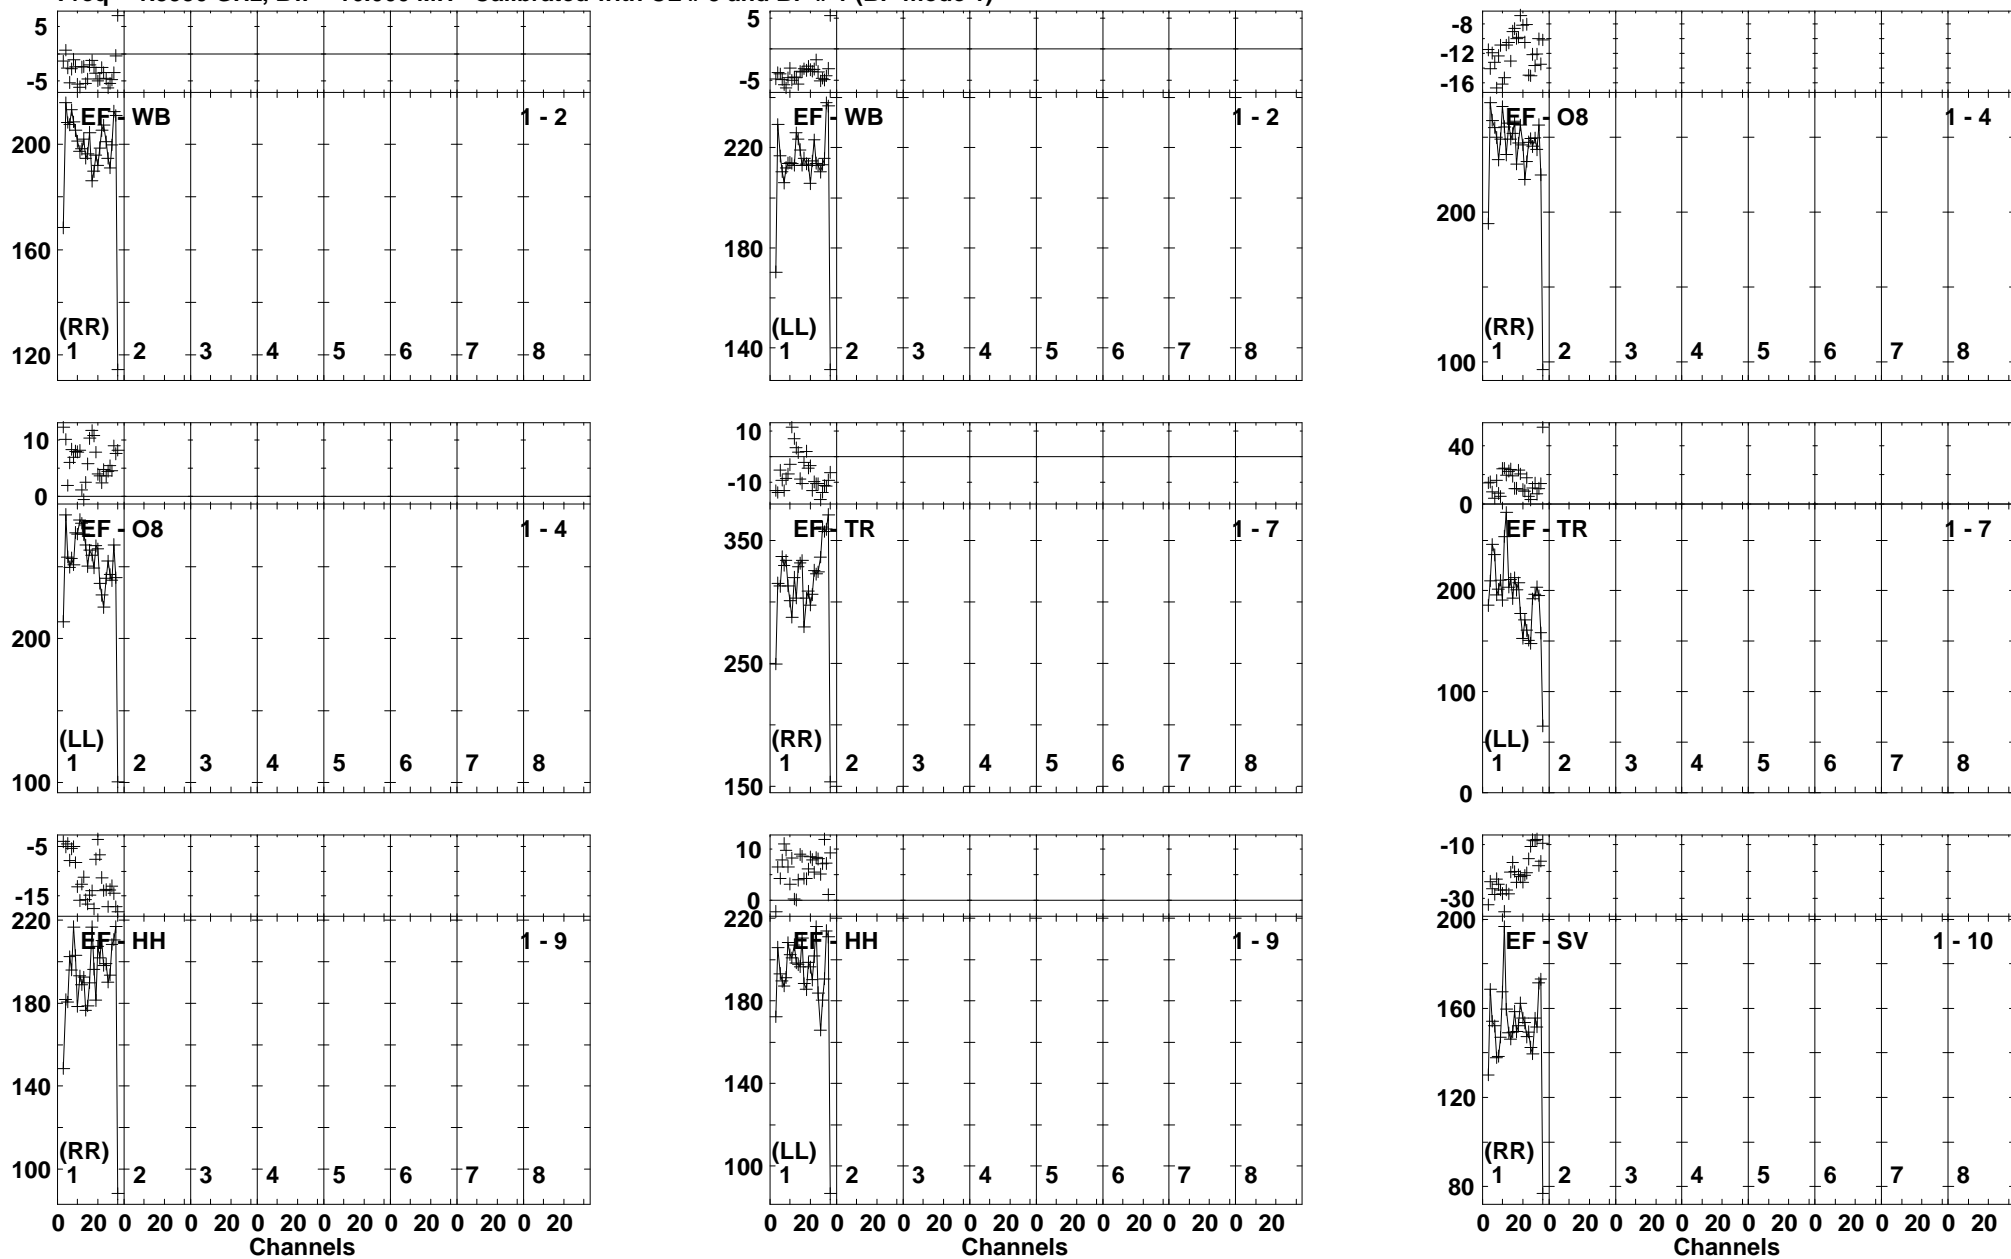 5
-5
200
160
120
EF - WB
1 - 2
(RR)
1 2 3 4 5 6 7 8
5
-5
220
180
140
EF - WB
1 - 2
(LL)
1 2 3 4 5 6 7 8
-8
-12
-16
200
100
EF - O8
1 - 4
(RR)
1 2 3 4 5 6 7 8
10
0
200
100
EF - O8
1 - 4
(LL)
1 2 3 4 5 6 7 8
10
-10
350
250
150
EF - TR
1 - 7
(RR)
1 2 3 4 5 6 7 8
40
0
200
100
0
EF - TR
1 - 7
(LL)
1 2 3 4 5 6 7 8
-5
-15
220
180
140
100
EF - HH
1 - 9
(RR)
1 2 3 4 5 6 7 8
0 20 0 20 0 20 0 20 0 20 0 20 0 20 0 20
Channels
10
0
220
180
140
100
EF - HH
1 - 9
(LL)
1 2 3 4 5 6 7 8
0 20 0 20 0 20 0 20 0 20 0 20 0 20 0 20
Channels
-10
-30
200
160
120
80
EF - SV
1 - 10
(RR)
1 2 3 4 5 6 7 8
0 20 0 20 0 20 0 20 0 20 0 20 0 20 0 20
Channels